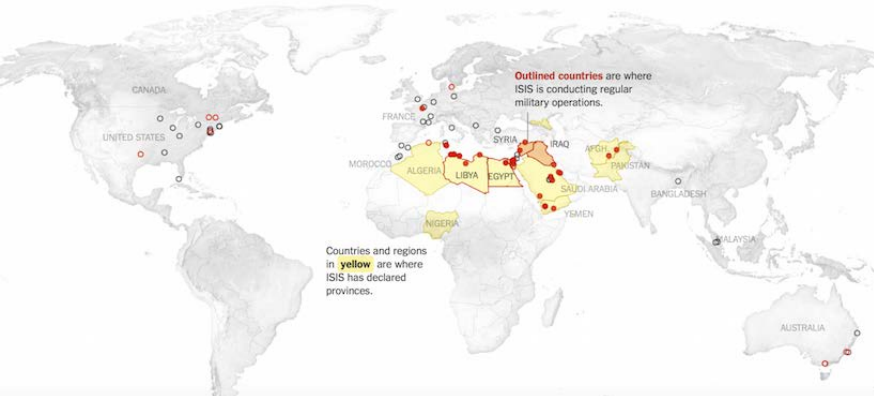 Outlined countries are where
ISIS is conducting regular
military operations.
CANADA
UNITED STATES
FRANCE
SYRIA
IRAQ
AFGH.
MOROCCO
ALGERIA
LIBYA
EGYPT
PAKISTAN
SAUDI ARABIA
BANGLADESH
YEMEN
NIGERIA
MALAYSIA
Countries and regions
in yellow are where
ISIS has declared
provinces.
AUSTRALIA